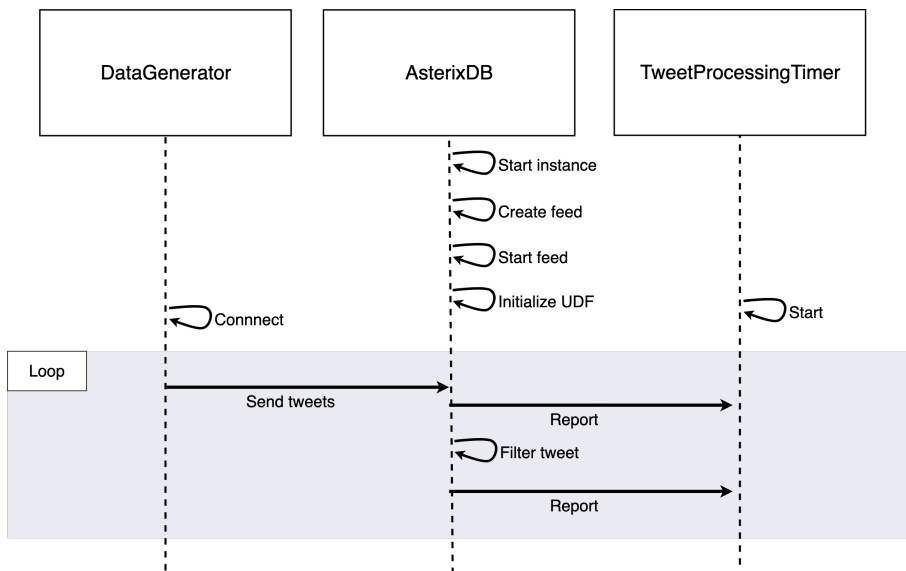 DataGenerator
AsterixDB
TweetProcessingTimer
Start instance
Create feed
Start feed
Initialize UDF
Connnect
Start
Loop
Send tweets
Report
Filter tweet
Report